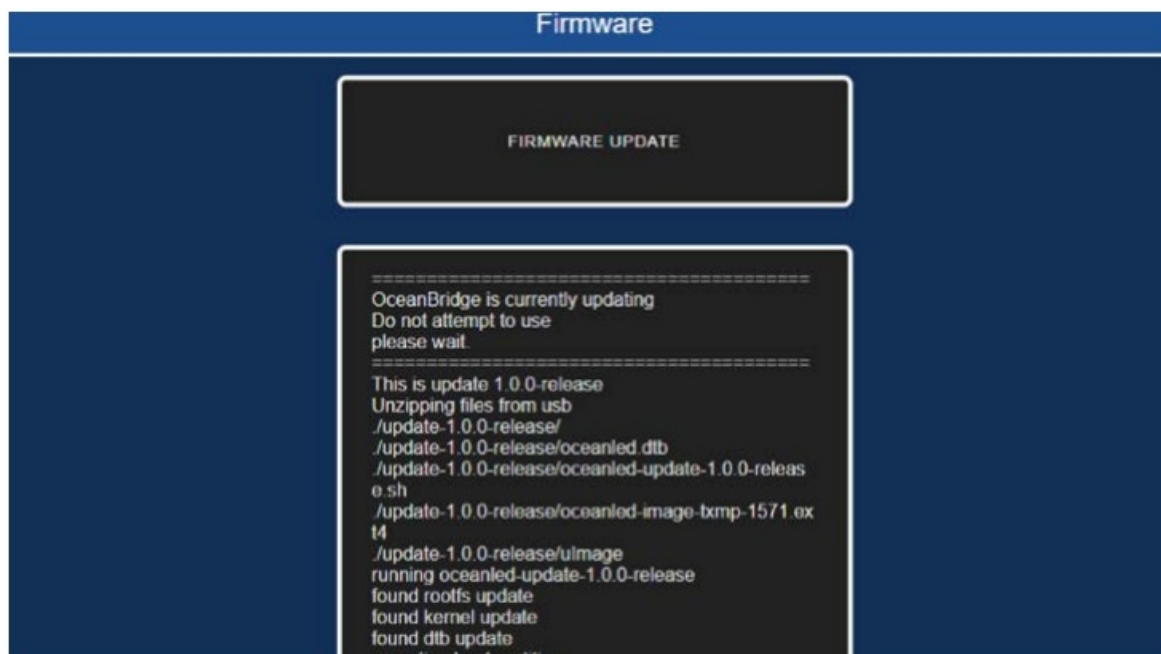 Firmware
FIRMWARE UPDATE
========================================
OceanBridge is currently updating
Do not attempt to use
please wait.
========================================
This is update 1.0.0-release
Unzipping files from usb
./update-1.0.0-release/
./update-1.0.0-release/oceanled.dtb
./update-1.0.0-release/oceanled-update-1.0.0-releas
e.sh
./update-1.0.0-release/oceanled-image-txmp-1571.ex
t4
./update-1.0.0-release/uImage
running oceanled-update-1.0.0-release
found rootfs update
found kernel update
found dtb update